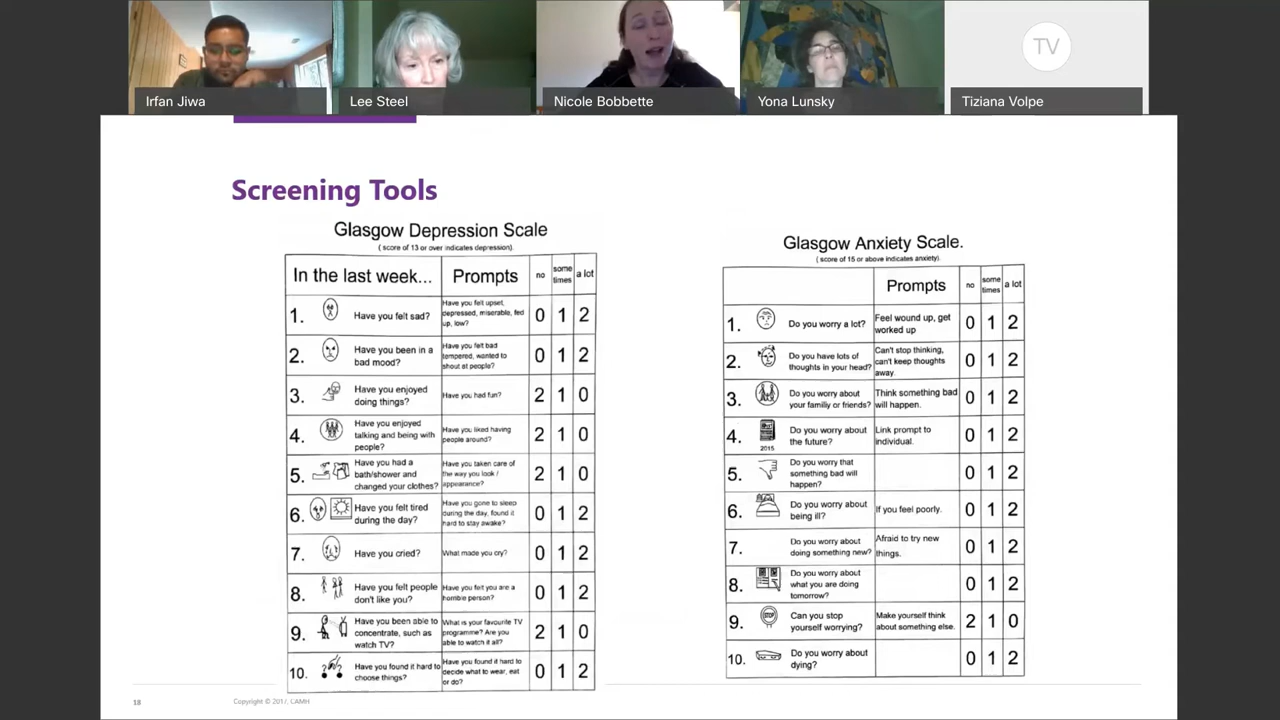 TV
Irfan Jiwa
Lee Steel
Nicole Bobbette
Yona Lunsky
Tiziana Volpe
Screening Tools
Glasgow Depression Scale
( score of 13 or over indicates depression).
In the last week... Prompts no some times a lot
1. Have you felt sad? Have you felt upset, depressed, miserable, fed up, low? 0 1 2
2. Have you been in a bad mood? Have you felt bad tempered, wanted to shout at people? 0 1 2
3. Have you enjoyed doing things? Have you had fun? 2 1 0
4. Have you enjoyed talking and being with people? Have you liked having people around? 2 1 0
5. Have you had a bath/shower and changed your clothes? Have you taken care of the way you look / appearance? 2 1 0
6. Have you felt tired during the day? Have you gone to sleep during the day, found it hard to stay awake? 0 1 2
7. Have you cried? What made you cry? 0 1 2
8. Have you felt people don't like you? Have you felt you are a horrible person? 0 1 2
9. Have you been able to concentrate, such as watch TV? What is your favourite TV programme? Are you able to watch it all? 2 1 0
10. Have you found it hard to choose things? Have you found it hard to decide what to wear, eat or do? 0 1 2
Glasgow Anxiety Scale.
( score of 15 or above indicates anxiety).
Prompts no some times a lot
1. Do you worry a lot? Feel wound up, get worked up 0 1 2
2. Do you have lots of thoughts in your head? Can't stop thinking, can't keep thoughts away. 0 1 2
3. Do you worry about your familiy or friends? Think something bad will happen. 0 1 2
4. 2015 Do you worry about the future? Link prompt to individual. 0 1 2
5. Do you worry that something bad will happen? 0 1 2
6. Do you worry about being ill? If you feel poorly. 0 1 2
7. Do you worry about doing something new? Afraid to try new things. 0 1 2
8. Do you worry about what you are doing tomorrow? 0 1 2
9. STOP Can you stop yourself worrying? Make yourself think about something else. 2 1 0
10. Do you worry about dying? 0 1 2
18 Copyright © 2017, CAMH